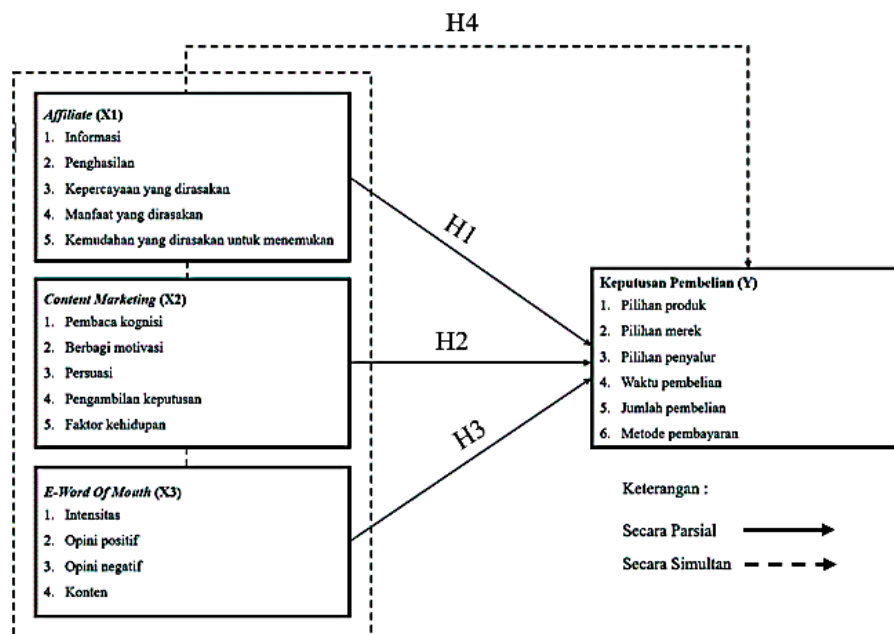 H4
Affiliate (X1)
1. Informasi
2. Penghasilan
3. Kepercayaan yang dirasakan
4. Manfaat yang dirasakan
5. Kemudahan yang dirasakan untuk menemukan
H1
Content Marketing (X2)
1. Pembaca kognisi
2. Berbagi motivasi
3. Persuasi
4. Pengambilan keputusan
5. Faktor kehidupan
H2
E-Word Of Mouth (X3)
1. Intensitas
2. Opini positif
3. Opini negatif
4. Konten
H3
Keputusan Pembelian (Y)
1. Pilihan produk
2. Pilihan merek
3. Pilihan penyalur
4. Waktu pembelian
5. Jumlah pembelian
6. Metode pembayaran
Keterangan :
Secara Parsial
Secara Simultan